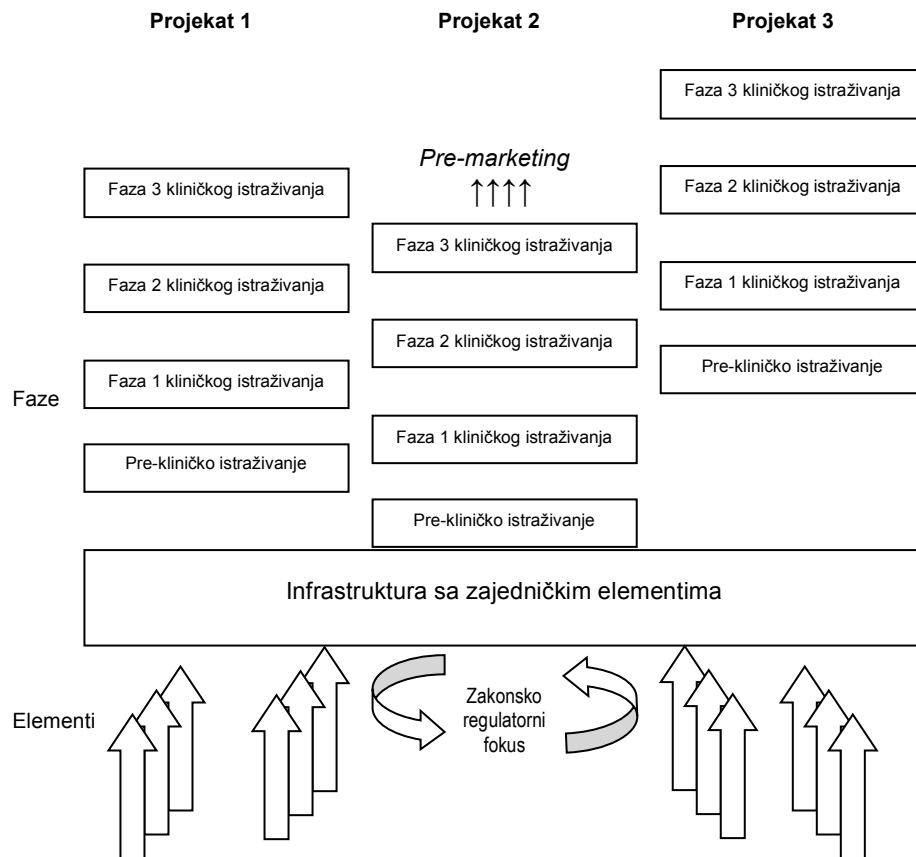 Projekat 1
Projekat 2
Projekat 3
Faza 3 kliničkog istraživanja
Faza 2 kliničkog istraživanja
Faza 1 kliničkog istraživanja
Pre-kliničko istraživanje
Pre-marketing
↑↑↑↑
Faza 3 kliničkog istraživanja
Faza 2 kliničkog istraživanja
Faza 1 kliničkog istraživanja
Pre-kliničko istraživanje
Faza 3 kliničkog istraživanja
Faza 2 kliničkog istraživanja
Faza 1 kliničkog istraživanja
Pre-kliničko istraživanje
Faze
Infrastruktura sa zajedničkim elementima
Elementi
Zakonsko
regulatorni
fokus